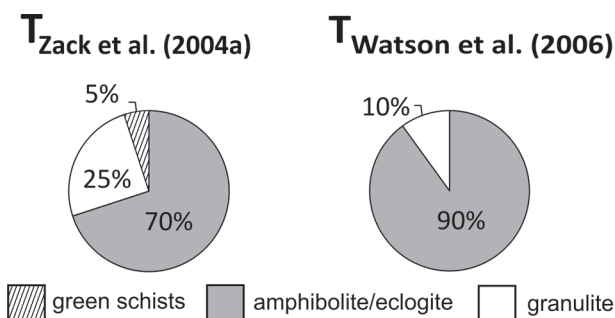 TZack et al. (2004a) TWatson et al. (2006)
5% 10%
25%
70% 90%
green schists amphibolite/eclogite granulite